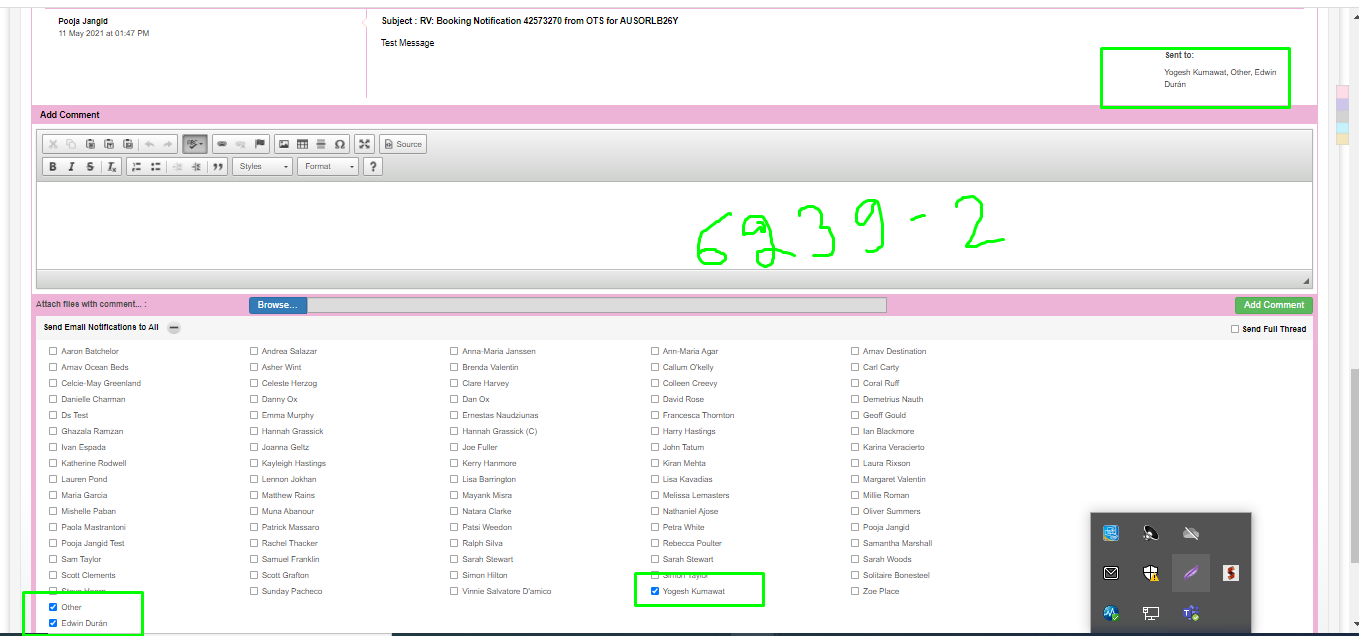 Pooja Jangid
11 May 2021 at 01:47 PM
Subject : RV: Booking Notification 42573270 from OTS for AUSORLB26Y
Test Message
Sent to:
Yogesh Kumawat, Other, Edwin
Durán
Add Comment
Source
B I S Ix Styles Format ?
6939-2
Attach files with comment... :
Browse...
Add Comment
Send Email Notifications to All
Send Full Thread
Aaron Batchelor Andrea Salazar Anna-Maria Janssen Ann-Maria Agar Arnav Destination
Arnav Ocean Beds Asher Wint Brenda Valentin Callum O'kelly Carl Carty
Celcie-May Greenland Celeste Herzog Clare Harvey Colleen Creevy Coral Ruff
Danielle Charman Danny Ox Dan Ox David Rose Demetrius Nauth
Ds Test Emma Murphy Ernestas Naudziunas Francesca Thornton Geoff Gould
Ghazala Ramzan Hannah Grassick Hannah Grassick (C) Harry Hastings Ian Blackmore
Ivan Espada Joanna Geltz Joe Fuller John Tatum Karina Veracierto
Katherine Rodwell Kayleigh Hastings Kerry Hanmore Kiran Mehta Laura Rixson
Lauren Pond Lennon Jokhan Lisa Barrington Lisa Kavadias Margaret Valentin
Maria Garcia Matthew Rains Mayank Misra Melissa Lemasters Millie Roman
Mishelle Paban Muna Abanour Natara Clarke Nathaniel Ajose Oliver Summers
Paola Mastrantoni Patrick Massaro Patsi Weedon Petra White Pooja Jangid
Pooja Jangid Test Rachel Thacker Ralph Silva Rebecca Poulter Samantha Marshall
Sam Taylor Samuel Franklin Sarah Stewart Sarah Stewart Sarah Woods
Scott Clements Scott Grafton Simon Hilton Simon Taylor Solitaire Bonesteel
Sunday Pacheco Vinnie Salvatore D'amico Yogesh Kumawat Zoe Place
Other
Edwin Durán